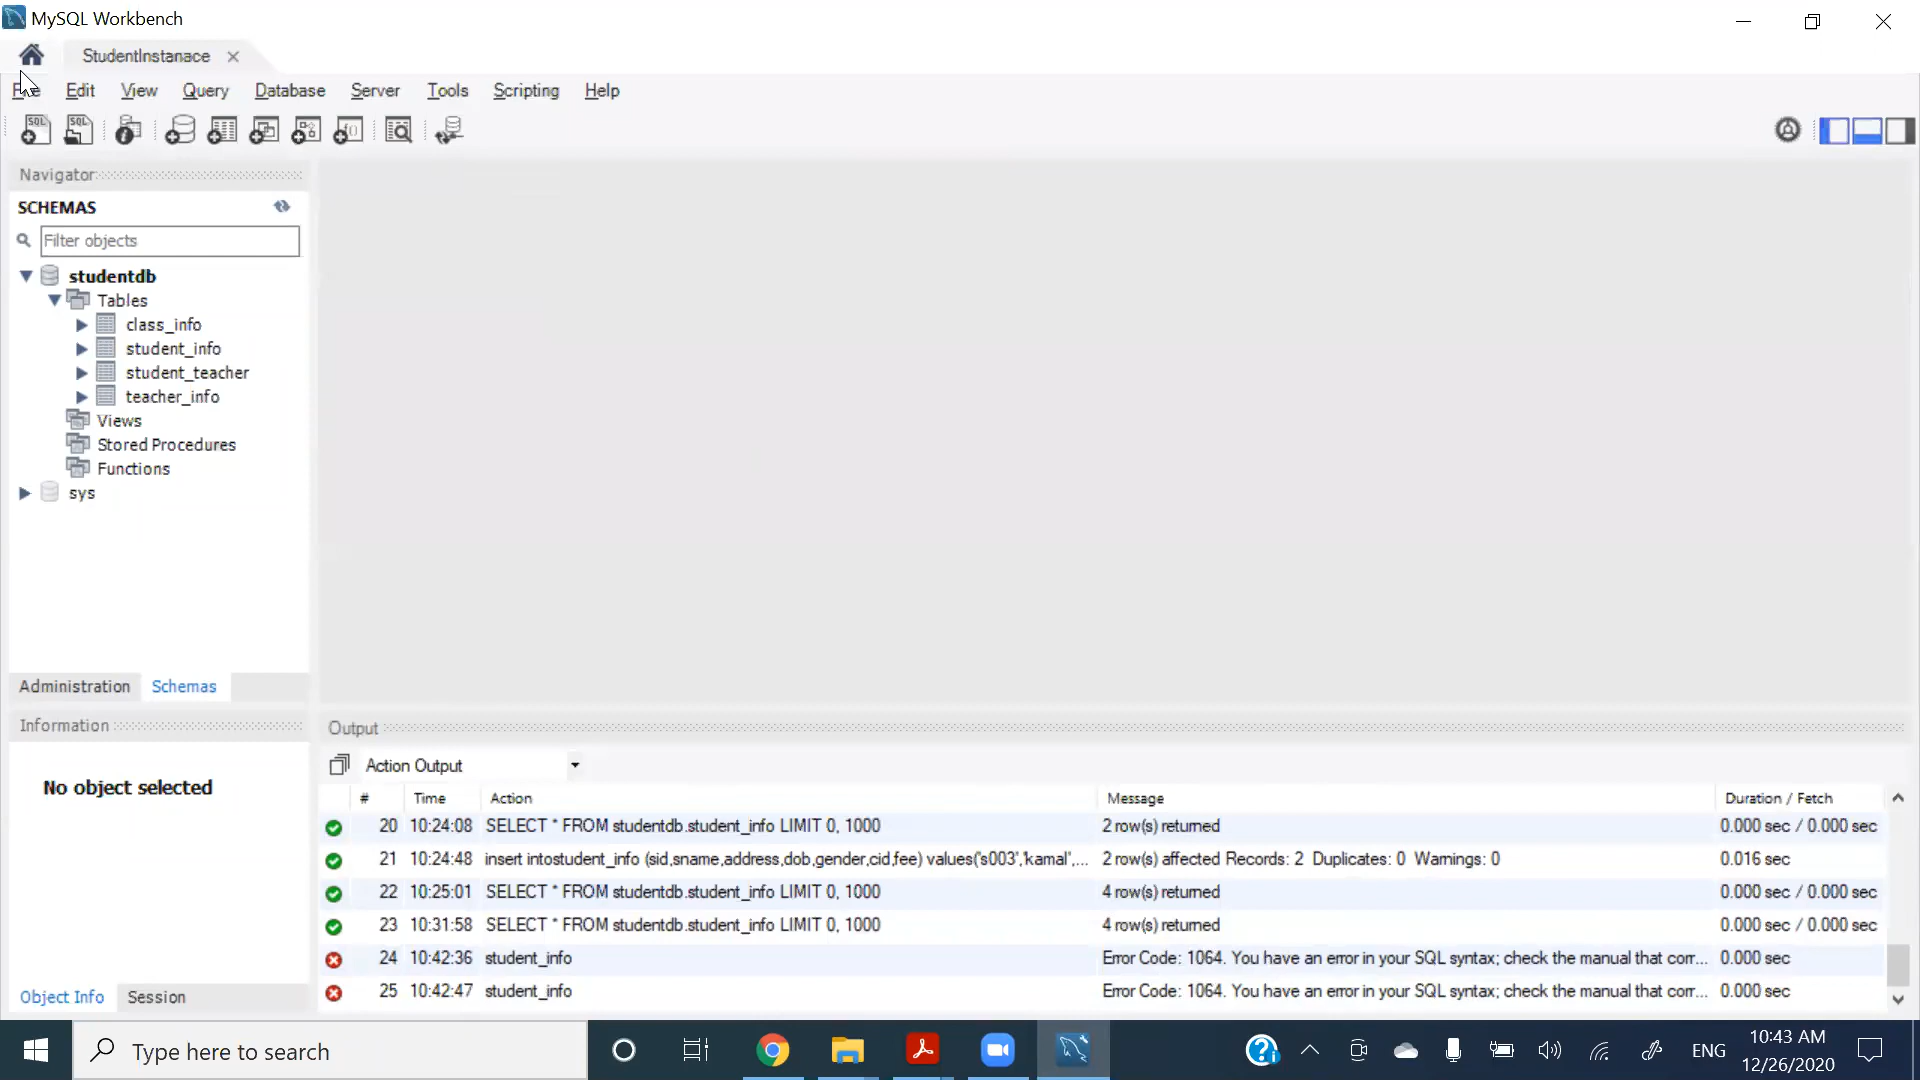 MySQL Workbench
StudentInstanace
File Edit View Query Database Server Tools Scripting Help
Navigator
SCHEMAS
Filter objects
studentdb
Tables
class_info
student_info
student_teacher
teacher_info
Views
Stored Procedures
Functions
sys
Administration Schemas
Information
No object selected
Object Info Session
Output
Action Output
# Time Action Message Duration / Fetch
20 10:24:08 SELECT * FROM studentdb.student_info LIMIT 0, 1000 2 row(s) returned 0.000 sec / 0.000 sec
21 10:24:48 insert intostudent_info (sid,sname,address,dob,gender,cid,fee) values('s003','kamal',... 2 row(s) affected Records: 2 Duplicates: 0 Warnings: 0 0.016 sec
22 10:25:01 SELECT * FROM studentdb.student_info LIMIT 0, 1000 4 row(s) returned 0.000 sec / 0.000 sec
23 10:31:58 SELECT * FROM studentdb.student_info LIMIT 0, 1000 4 row(s) returned 0.000 sec / 0.000 sec
24 10:42:36 student_info Error Code: 1064. You have an error in your SQL syntax; check the manual that corr... 0.000 sec
25 10:42:47 student_info Error Code: 1064. You have an error in your SQL syntax; check the manual that corr... 0.000 sec
Type here to search
ENG
10:43 AM
12/26/2020